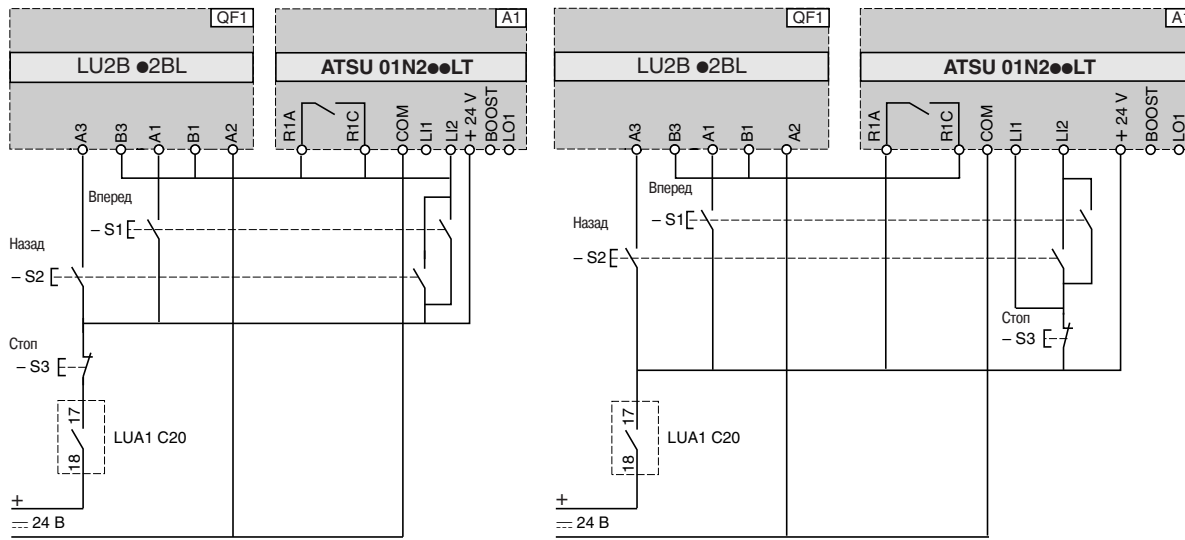 QF1
LU2B ●2BL
A3 B3 A1 B1 A2
A1
ATSU 01N2●●LT
R1A R1C COM LI1 LI2 + 24 V BOOST LO1
Вперед
– S1
Назад
– S2
Стоп
– S3
17
18
LUA1 C20
+
24 В
QF1
LU2B ●2BL
A3 B3 A1 B1 A2
A1
ATSU 01N2●●LT
R1A R1C COM LI1 LI2 + 24 V BOOST LO1
Вперед
– S1
Назад
– S2
Стоп
– S3
17
18
LUA1 C20
+
24 В